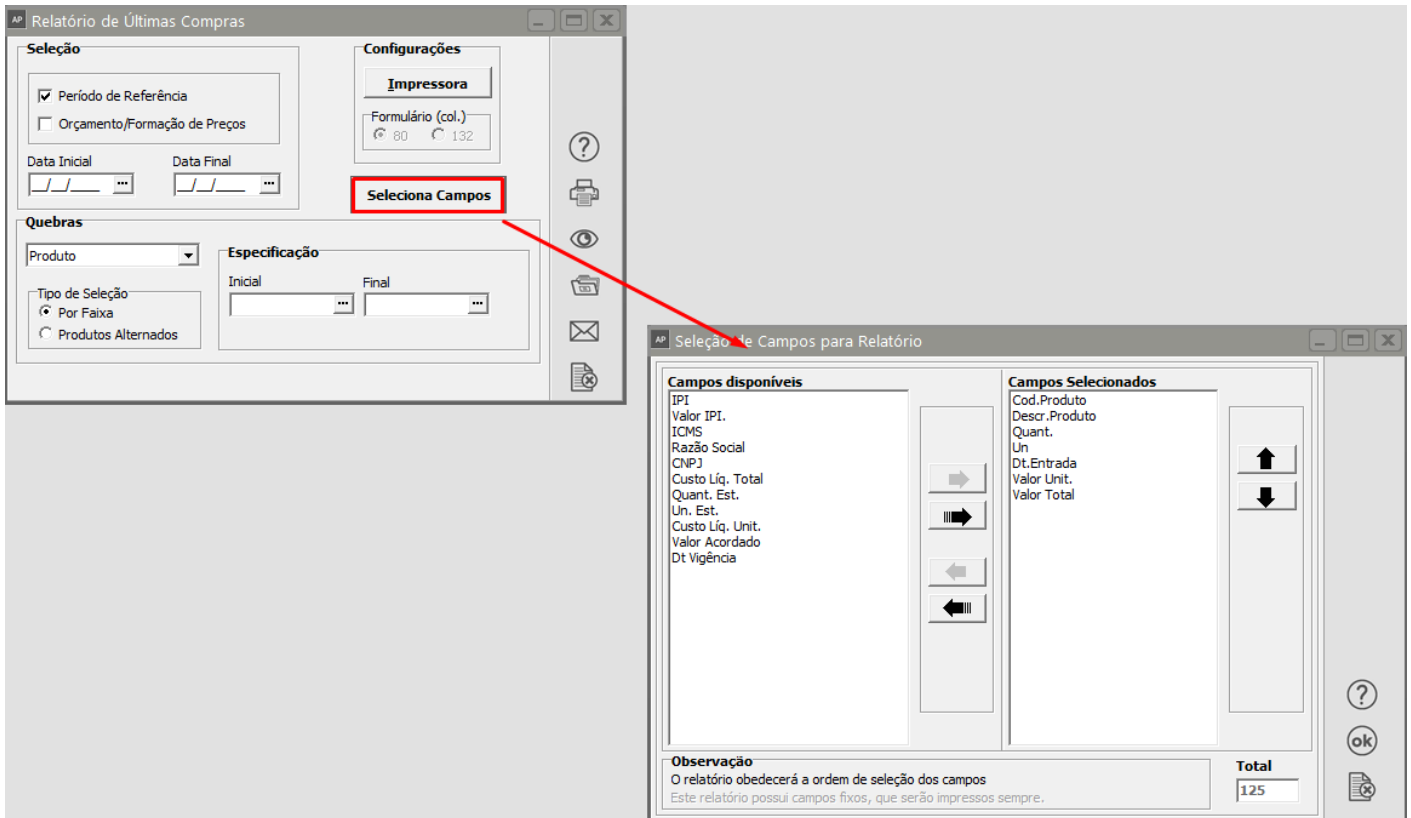 AP Relatório de Últimas Compras
Seleção
Período de Referência
Orçamento/Formação de Preços
Data Inicial Data Final
__/__/____ ... __/__/____ ...
Configurações
Impressora
Formulário (col.)
80 132
Seleciona Campos
?
Quebras
Produto
Tipo de Seleção
Por Faixa
Produtos Alternados
Especificação
Inicial Final
... ...
AP Seleção de Campos para Relatório
Campos disponíveis
IPI
Valor IPI.
ICMS
Razão Social
CNPJ
Custo Líq. Total
Quant. Est.
Un. Est.
Custo Líq. Unit.
Valor Acordado
Dt Vigência
Campos Selecionados
Cod.Produto
Descr.Produto
Quant.
Un
Dt.Entrada
Valor Unit.
Valor Total
?
ok
Observação
O relatório obedecerá a ordem de seleção dos campos
Este relatório possui campos fixos, que serão impressos sempre.
Total
125